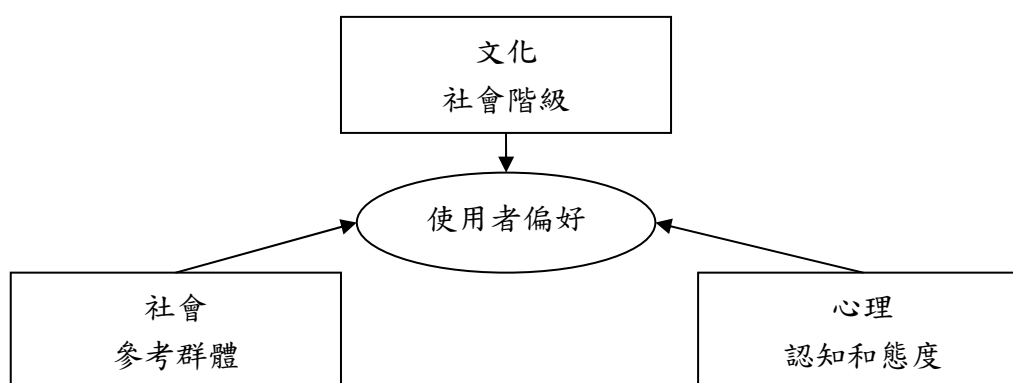 文化
社會階級
使用者偏好
社會
參考群體
心理
認知和態度